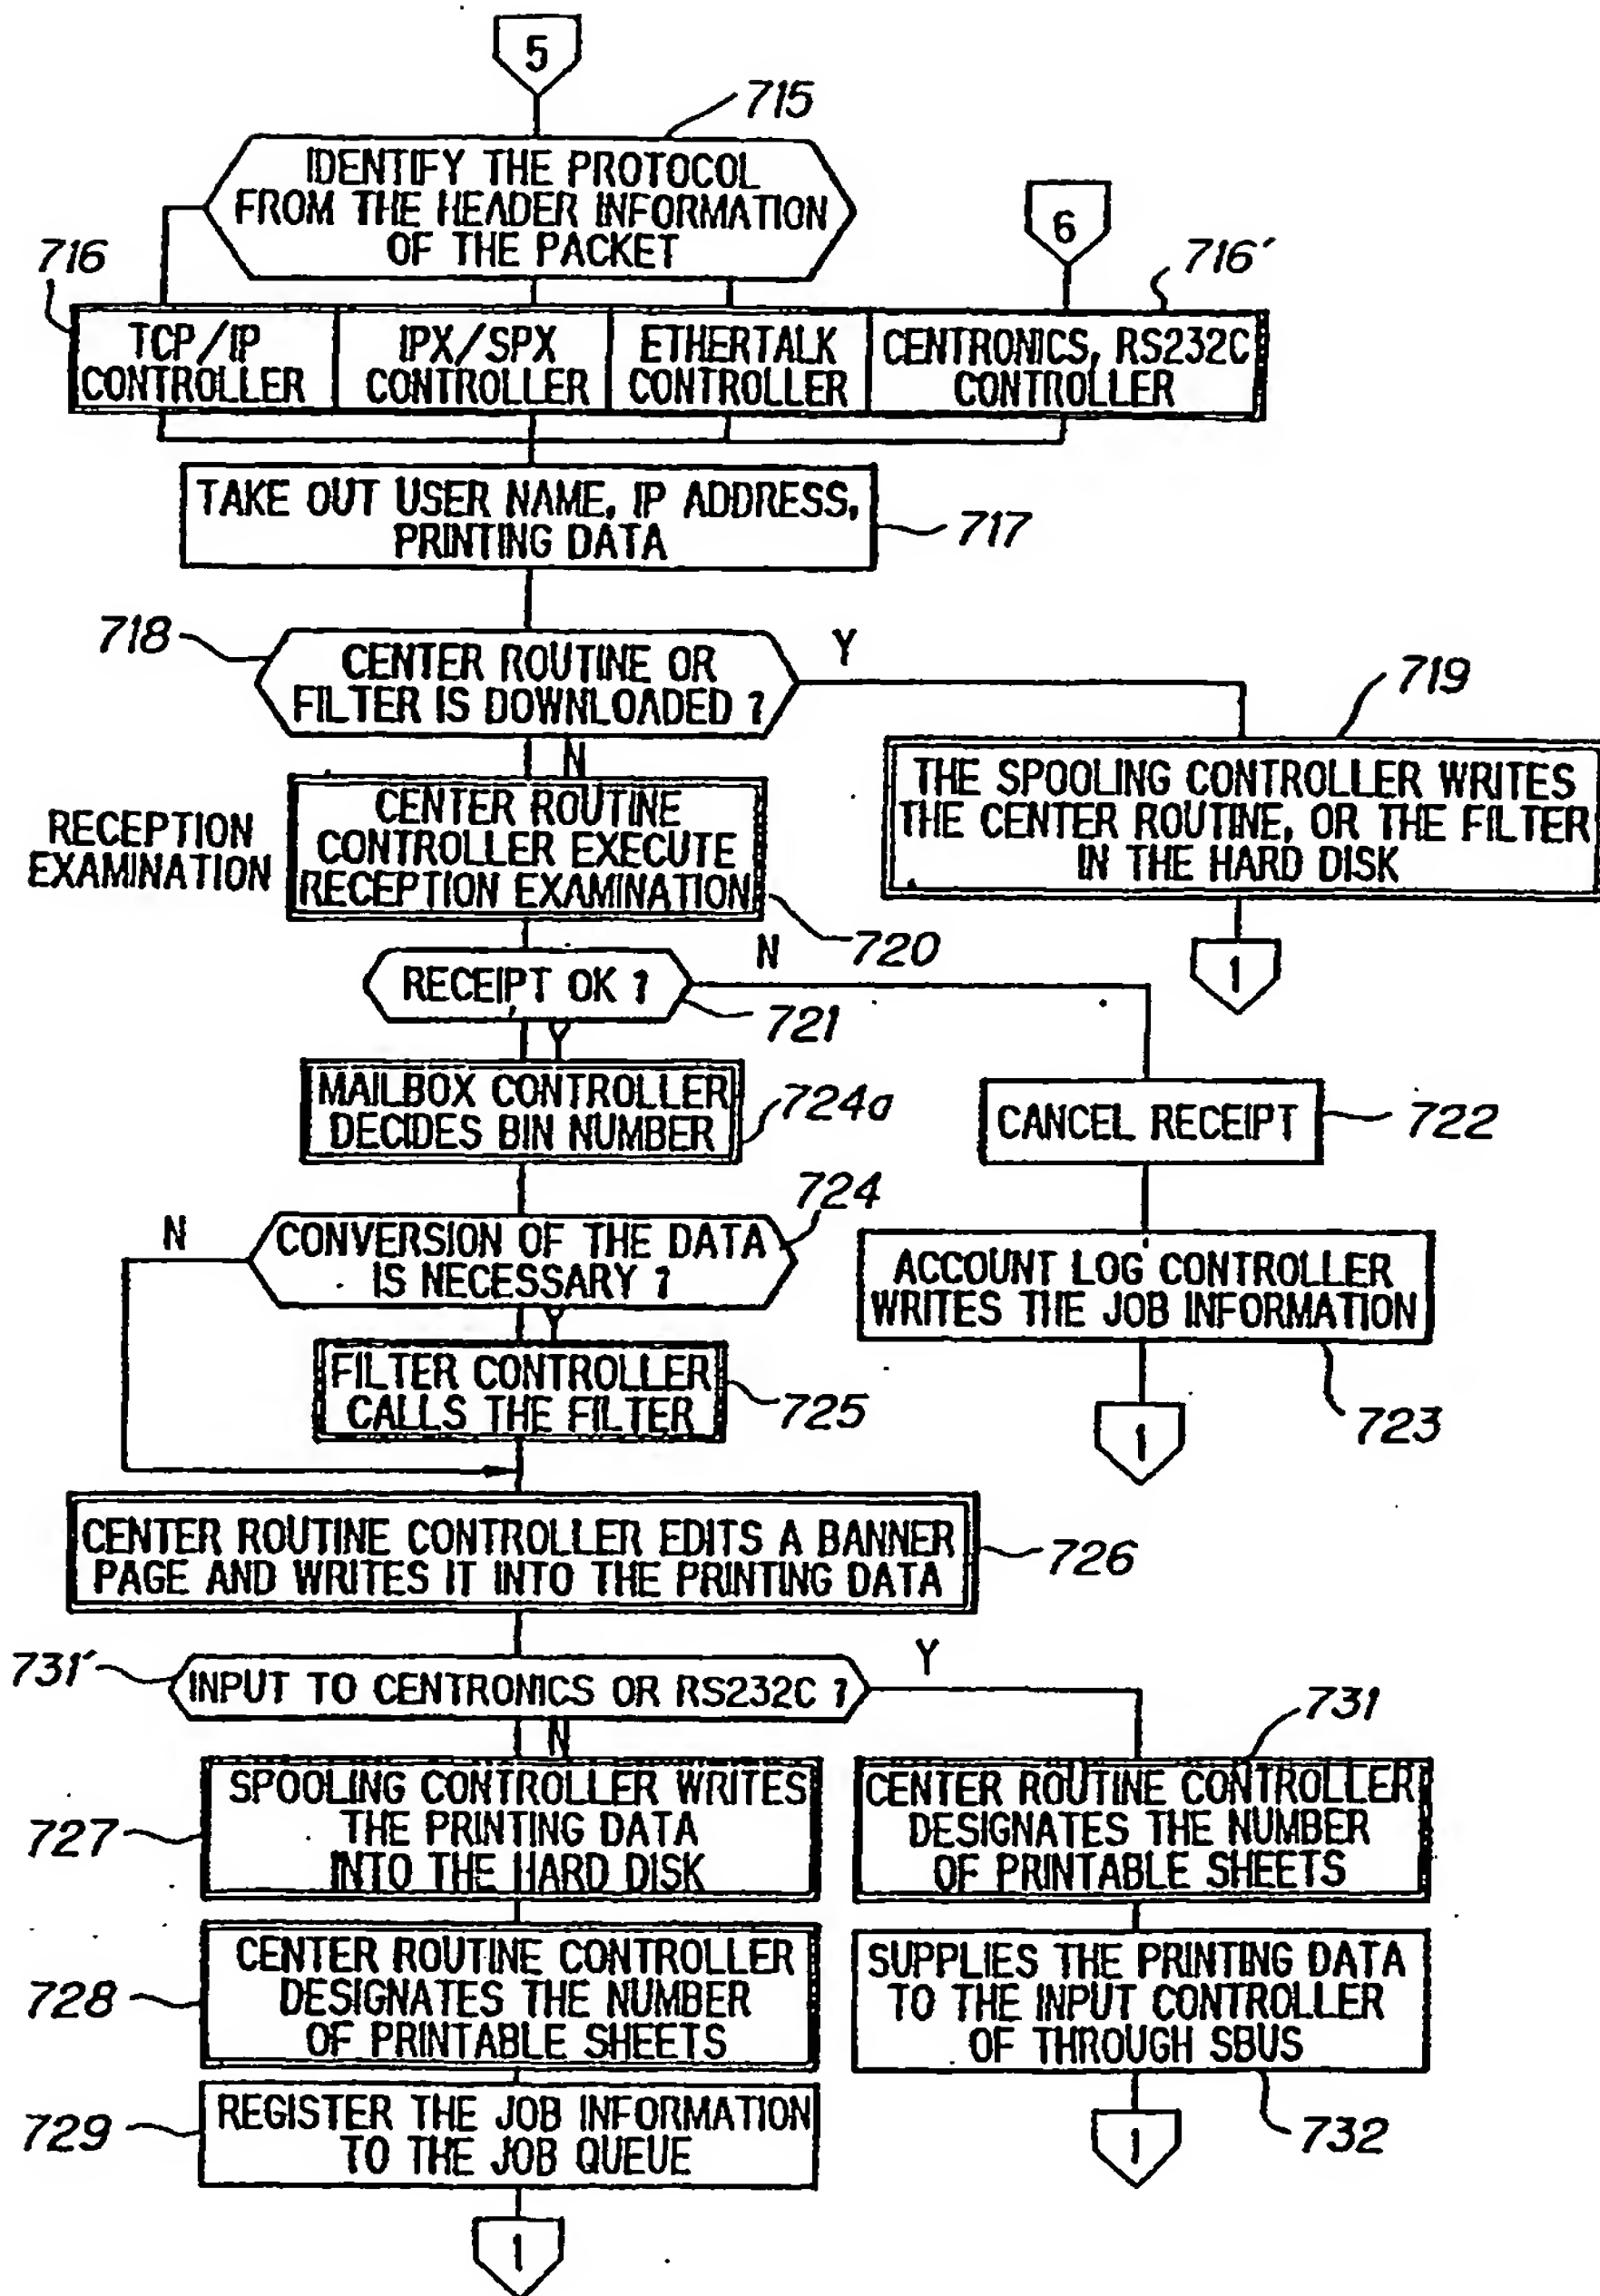 5
715
IDENTIFY THE PROTOCOL
FROM THE HEADER INFORMATION
OF THE PACKET
6
716
716'
TCP/IP
CONTROLLER
IPX/SPX
CONTROLLER
ETHERTALK
CONTROLLER
CENTRONICS, RS232C
CONTROLLER
TAKE OUT USER NAME, IP ADDRESS,
PRINTING DATA
717
718
CENTER ROUTINE OR
FILTER IS DOWNLOADED ?
Y
N
719
THE SPOOLING CONTROLLER WRITES
THE CENTER ROUTINE, OR THE FILTER
IN THE HARD DISK
1
RECEPTION
EXAMINATION
CENTER ROUTINE
CONTROLLER EXECUTE
RECEPTION EXAMINATION
720
RECEIPT OK ?
N
721
Y
MAILBOX CONTROLLER
DECIDES BIN NUMBER
724a
CANCEL RECEIPT
722
724
CONVERSION OF THE DATA
IS NECESSARY ?
N
Y
ACCOUNT LOG CONTROLLER
WRITES THE JOB INFORMATION
723
1
FILTER CONTROLLER
CALLS THE FILTER
725
CENTER ROUTINE CONTROLLER EDITS A BANNER
PAGE AND WRITES IT INTO THE PRINTING DATA
726
731'
INPUT TO CENTRONICS OR RS232C ?
Y
N
731
SPOOLING CONTROLLER WRITES
THE PRINTING DATA
INTO THE HARD DISK
727
CENTER ROUTINE CONTROLLER
DESIGNATES THE NUMBER
OF PRINTABLE SHEETS
CENTER ROUTINE CONTROLLER
DESIGNATES THE NUMBER
OF PRINTABLE SHEETS
728
SUPPLIES THE PRINTING DATA
TO THE INPUT CONTROLLER
OF THROUGH SBUS
732
1
REGISTER THE JOB INFORMATION
TO THE JOB QUEUE
729
1